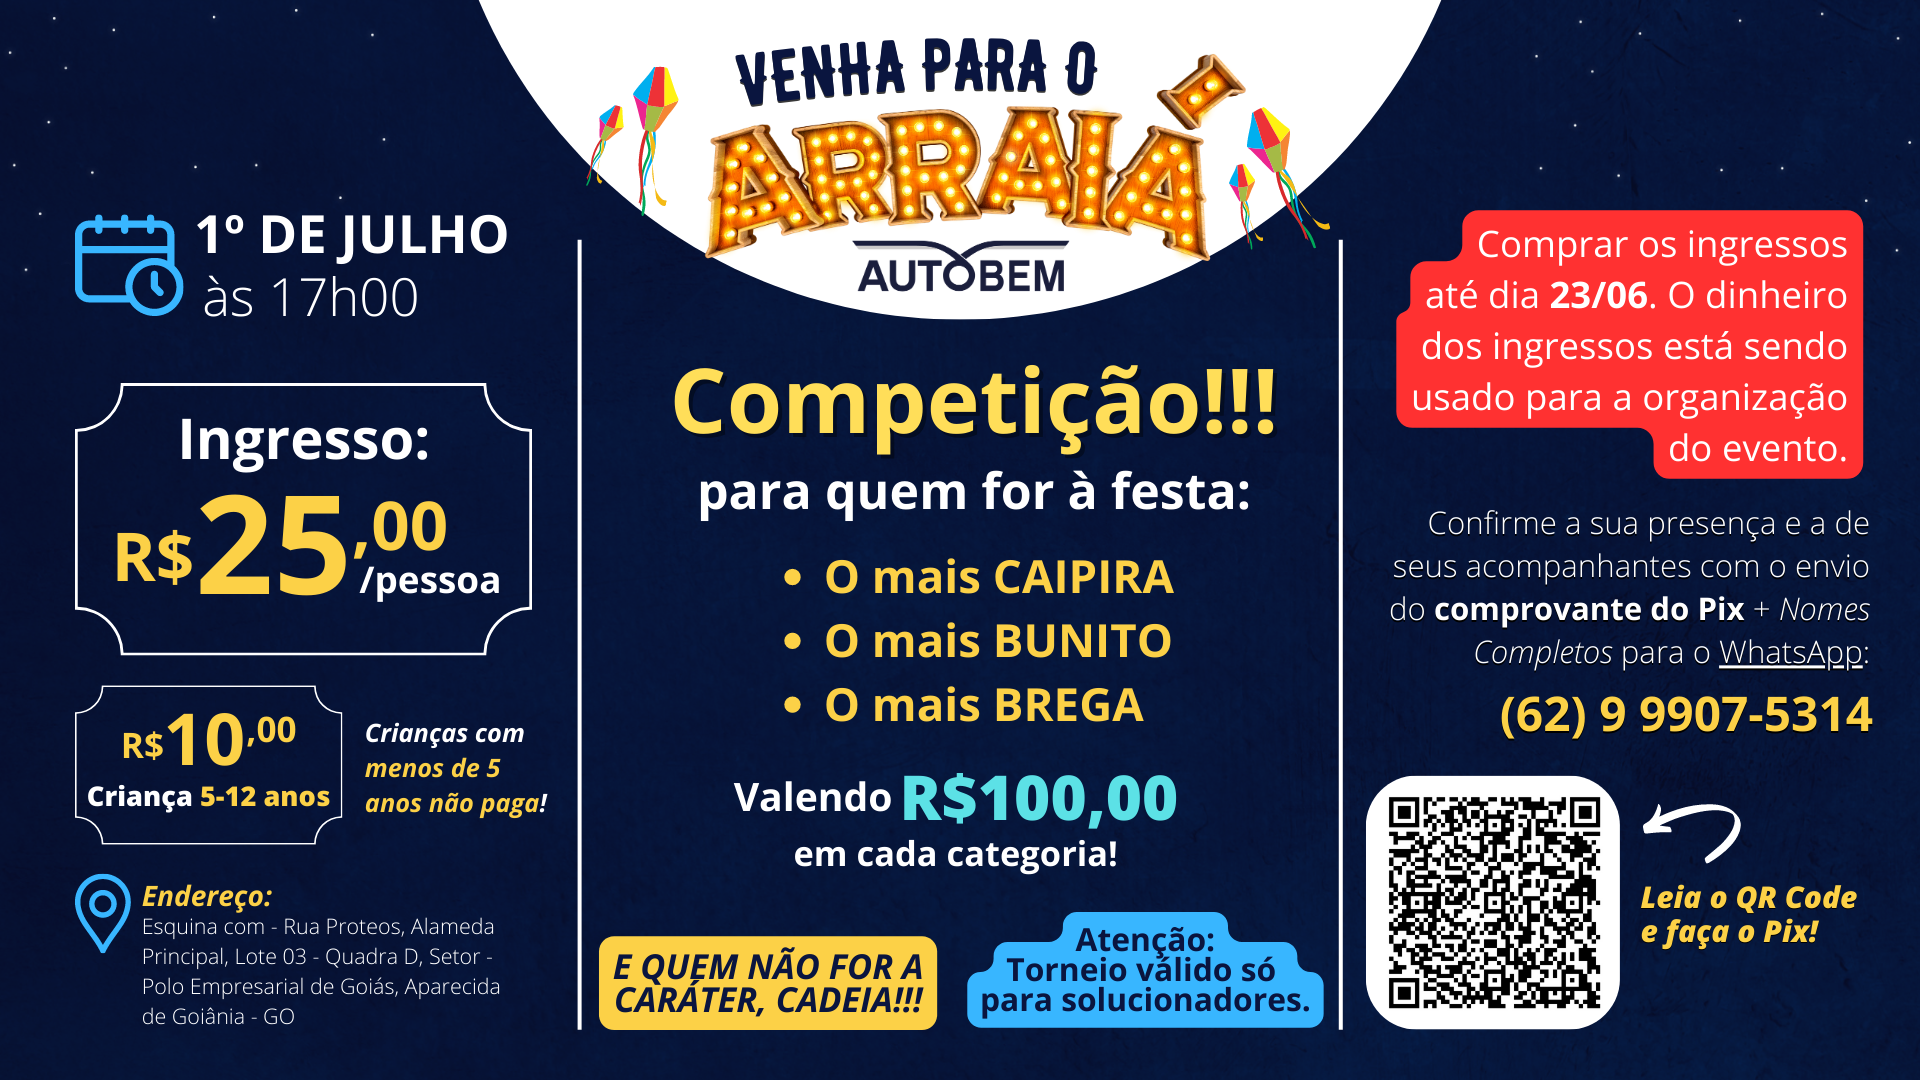 VENHA PARA O
ARRAIÁ
AUTOBEM
1º DE JULHO
às 17h00
Ingresso:
R$25,00
/pessoa
R$10,00
Criança 5-12 anos
Crianças com
menos de 5
anos não paga!
Endereço:
Esquina com - Rua Proteos, Alameda
Principal, Lote 03 - Quadra D, Setor -
Polo Empresarial de Goiás, Aparecida
de Goiânia - GO
Competição!!!
para quem for à festa:
• O mais CAIPIRA
• O mais BUNITO
• O mais BREGA
Valendo R$100,00
em cada categoria!
E QUEM NÃO FOR A
CARÁTER, CADEIA!!!
Atenção:
Torneio válido só
para solucionadores.
Comprar os ingressos
até dia 23/06. O dinheiro
dos ingressos está sendo
usado para a organização
do evento.
Confirme a sua presença e a de
seus acompanhantes com o envio
do comprovante do Pix + Nomes
Completos para o WhatsApp:
(62) 9 9907-5314
Leia o QR Code
e faça o Pix!